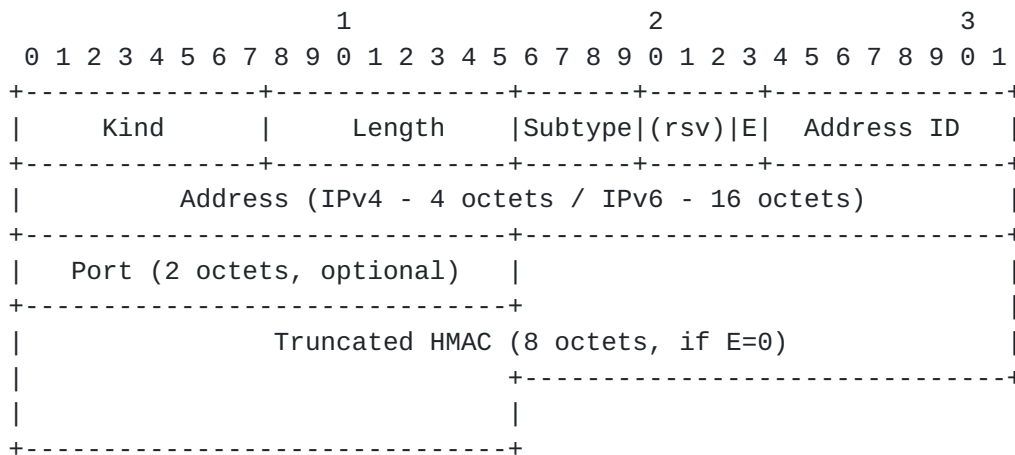 1 2 3
0 1 2 3 4 5 6 7 8 9 0 1 2 3 4 5 6 7 8 9 0 1 2 3 4 5 6 7 8 9 0 1
+---------------+---------------+-------+-------+---------------+
|     Kind      |     Length    |Subtype|(rsv)|E|  Address ID   |
+---------------+---------------+-------+-------+---------------+
|          Address (IPv4 - 4 octets / IPv6 - 16 octets)         |
+-------------------------------+-------------------------------+
|   Port (2 octets, optional)   |                               |
+-------------------------------+                               |
|                Truncated HMAC (8 octets, if E=0)              |
|                               +-------------------------------+
|                               |
+-------------------------------+